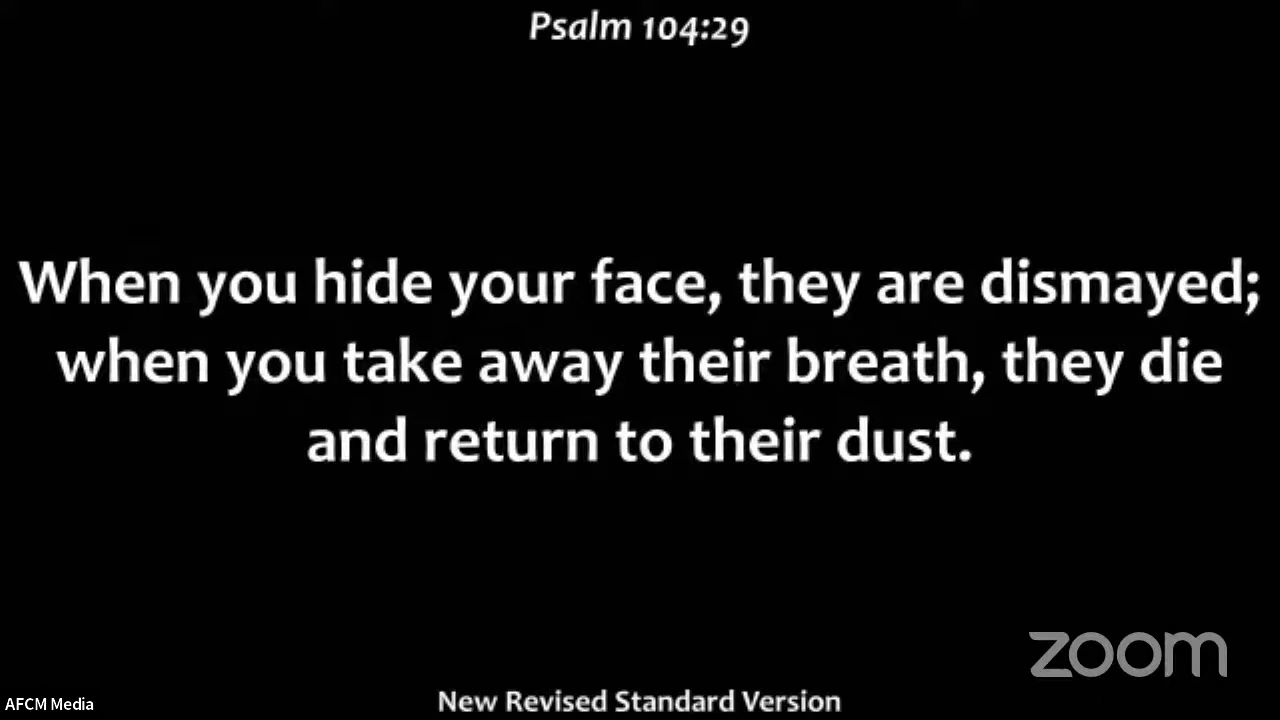 Psalm 104:29
When you hide your face, they are dismayed;
when you take away their breath, they die
and return to their dust.
zoom
New Revised Standard Version
AFCM Media